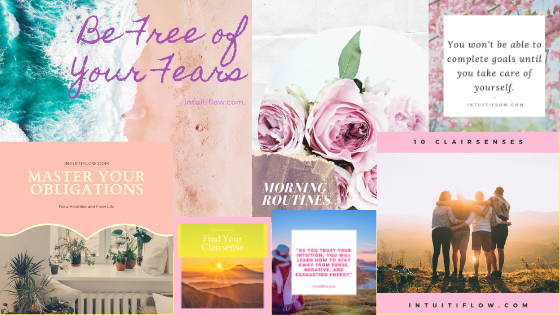 Be Free of
Your Fears
intuitiflow.com.
INTUITIFLOW.COM
MASTER YOUR
OBLIGATIONS
For a Healthier and Freer Life
MORNING
ROUTINES
You won't be able to
complete goals until
you take care of
yourself.
INTUITIFLOW.COM
10 CLAIRSENSES
INTUITIFLOW.COM
Find Your
Clairsense
"AS YOU TRUST YOUR
INTUITION, YOU WILL
LEARN HOW TO STAY
AWAY FROM DENSE,
NEGATIVE, AND
EXHAUSTING ENERGY"
intuitiflow.com